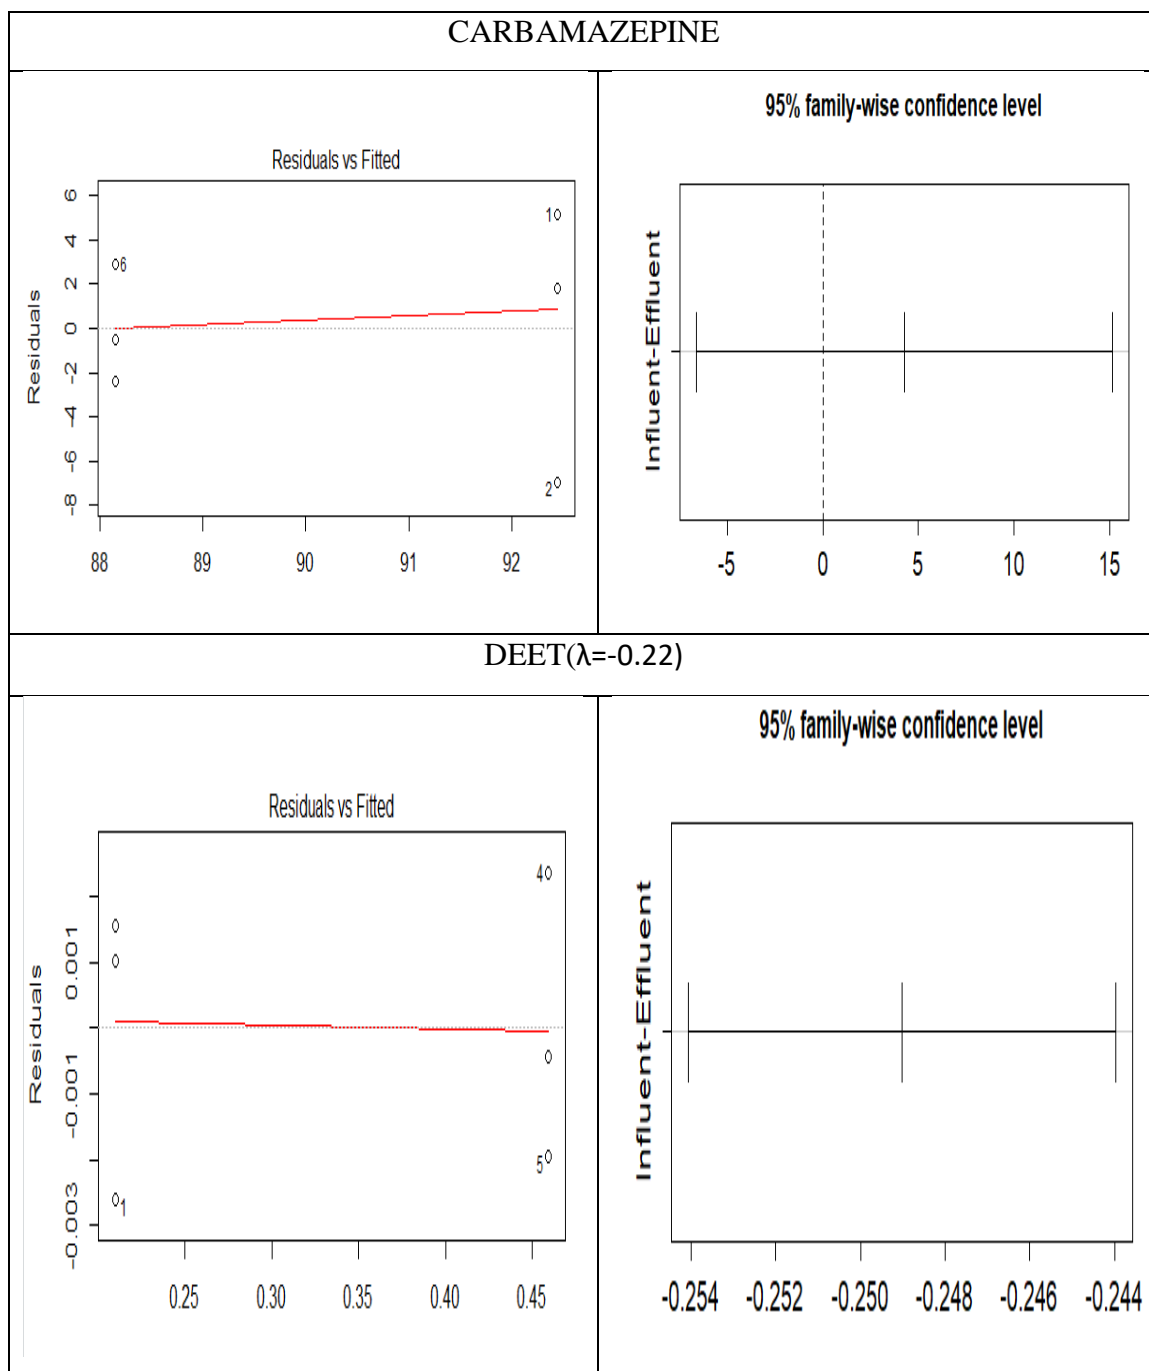 CARBAMAZEPINE
Residuals vs Fitted
Residuals
6
4
2
0
-2
-4
-6
-8
6
1
2
88 89 90 91 92
95% family-wise confidence level
Influent-Effluent
-5 0 5 10 15
DEET(λ=-0.22)
Residuals vs Fitted
Residuals
0.001
-0.001
-0.003
4
5
1
0.25 0.30 0.35 0.40 0.45
95% family-wise confidence level
Influent-Effluent
-0.254 -0.252 -0.250 -0.248 -0.246 -0.244